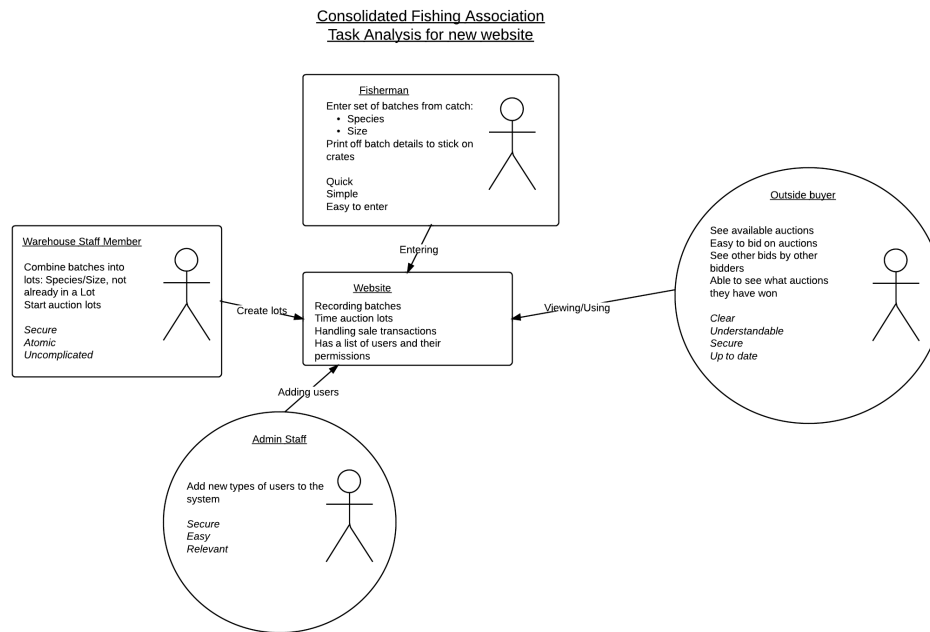 Consolidated Fishing Association
Task Analysis for new website
Fisherman
Enter set of batches from catch:
• Species
• Size
Print off batch details to stick on
crates
Quick
Simple
Easy to enter
Entering
Warehouse Staff Member
Combine batches into
lots: Species/Size, not
already in a Lot
Start auction lots
Secure
Atomic
Uncomplicated
Create lots
Website
Recording batches
Time auction lots
Handling sale transactions
Has a list of users and their
permissions
Viewing/Using
Outside buyer
See available auctions
Easy to bid on auctions
See other bids by other
bidders
Able to see what auctions
they have won
Clear
Understandable
Secure
Up to date
Adding users
Admin Staff
Add new types of users to the
system
Secure
Easy
Relevant